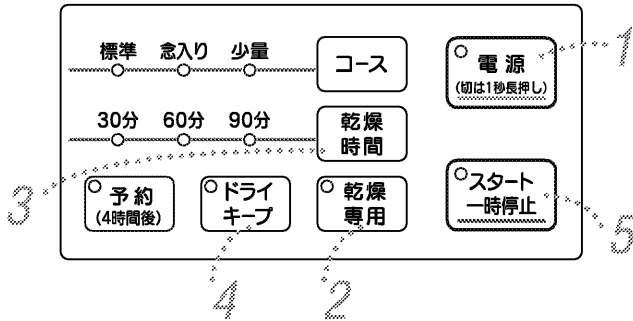 標準 念入り 少量
コース
電源
(切は1秒長押し)
1
30分 60分 90分
乾燥
時間
3
予約
(4時間後)
ドライ
キープ
乾燥
専用
スタート
一時停止
4
2
5